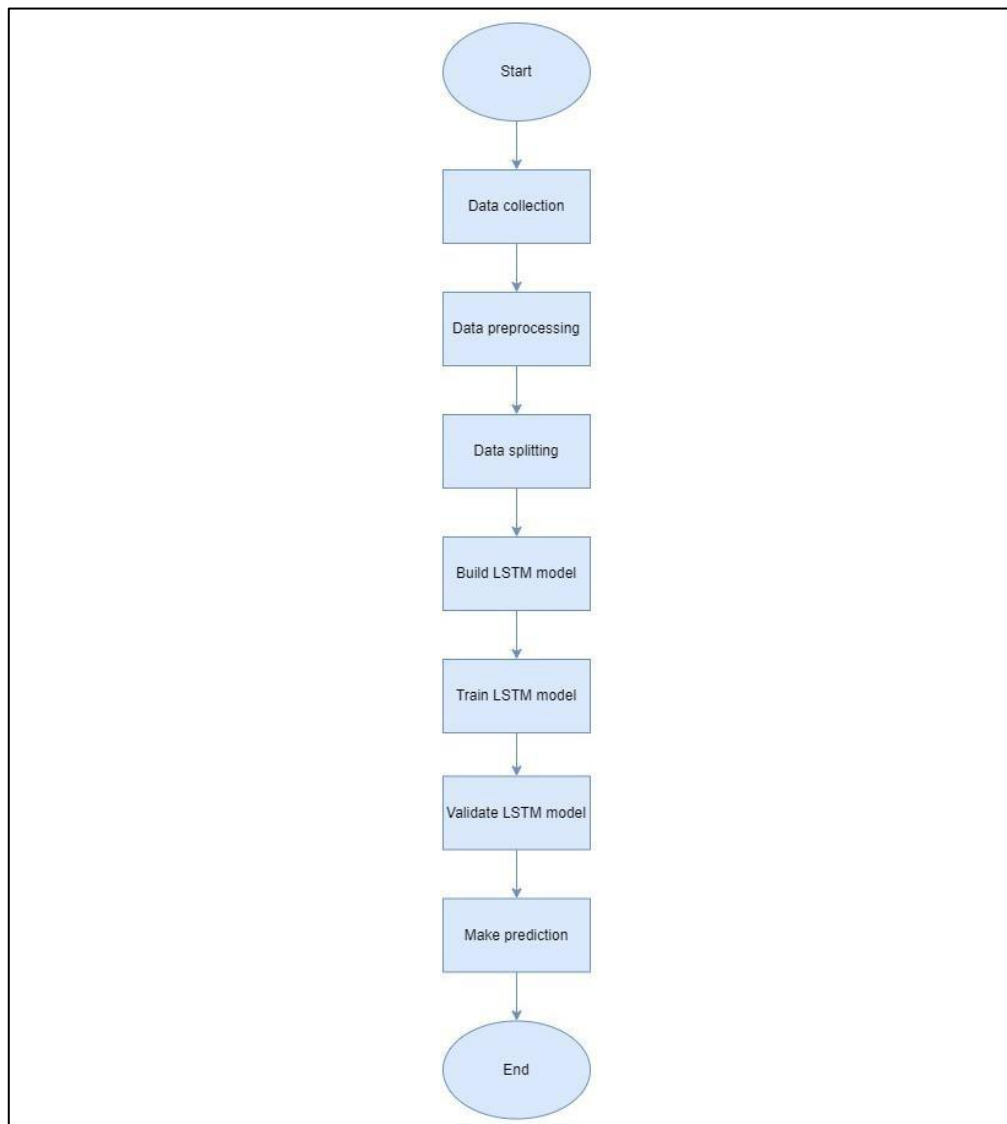 Start
Data collection
Data preprocessing
Data splitting
Build LSTM model
Train LSTM model
Validate LSTM model
Make prediction
End